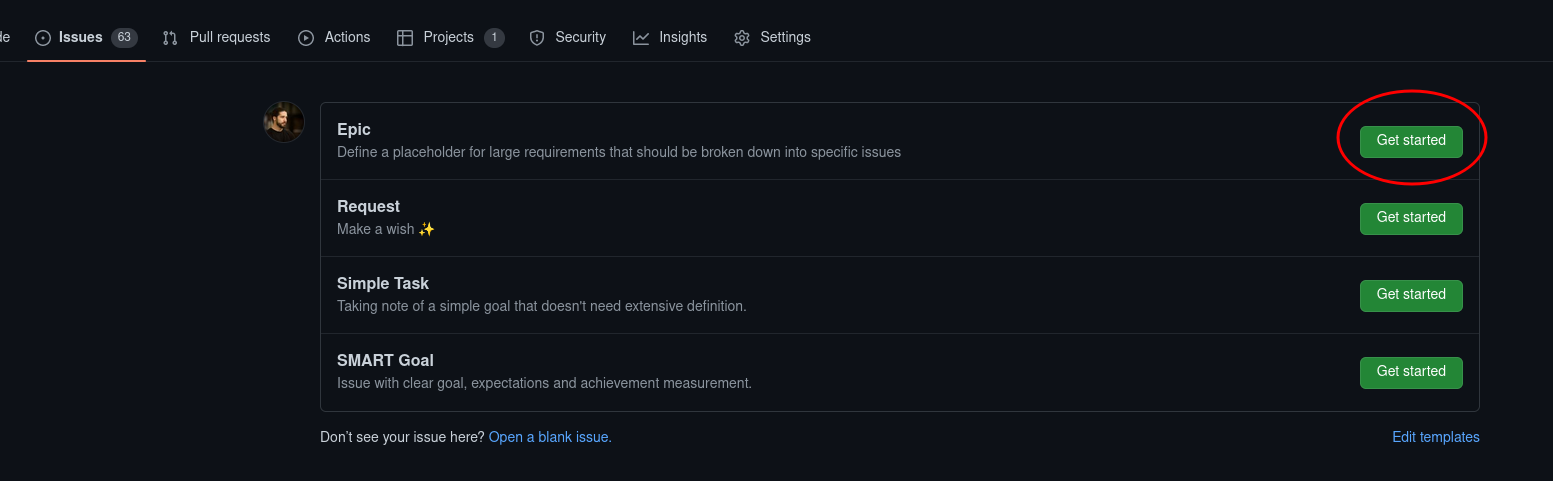 Issues 63 Pull requests Actions Projects 1 Security Insights Settings
Epic
Define a placeholder for large requirements that should be broken down into specific issues
Get started
Request
Make a wish ✨
Get started
Simple Task
Taking note of a simple goal that doesn't need extensive definition.
Get started
SMART Goal
Issue with clear goal, expectations and achievement measurement.
Get started
Don't see your issue here? Open a blank issue.
Edit templates